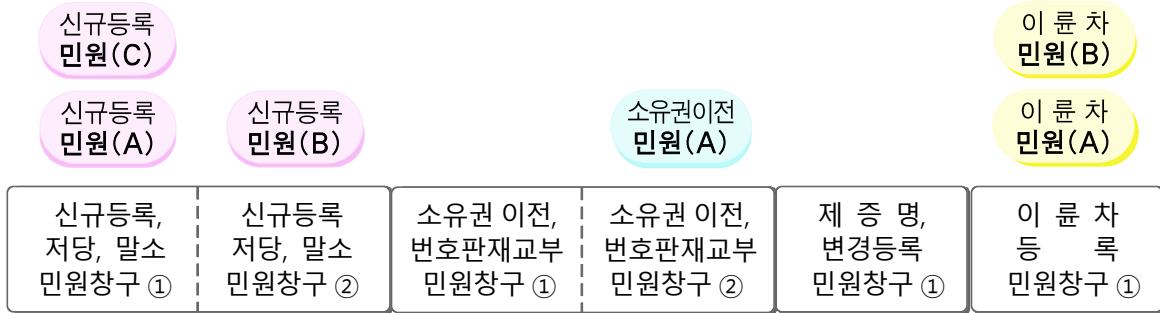 신규등록
민원(C)
이 륜 차
민원(B)
신규등록
민원(A)
신규등록
민원(B)
소유권이전
민원(A)
이 륜 차
민원(A)
신규등록,
저당, 말소
민원창구 ①
신규등록
저당, 말소
민원창구 ②
소유권 이전,
번호판재교부
민원창구 ①
소유권 이전,
번호판재교부
민원창구 ②
제 증 명,
변경등록
민원창구 ①
이 륜 차
등 록
민원창구 ①